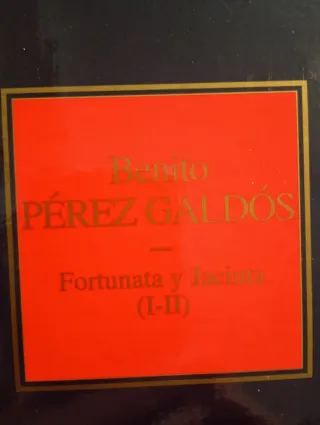 Benito
PÉREZ GALDÓS
—
Fortunata y Jacinta
(I-II)